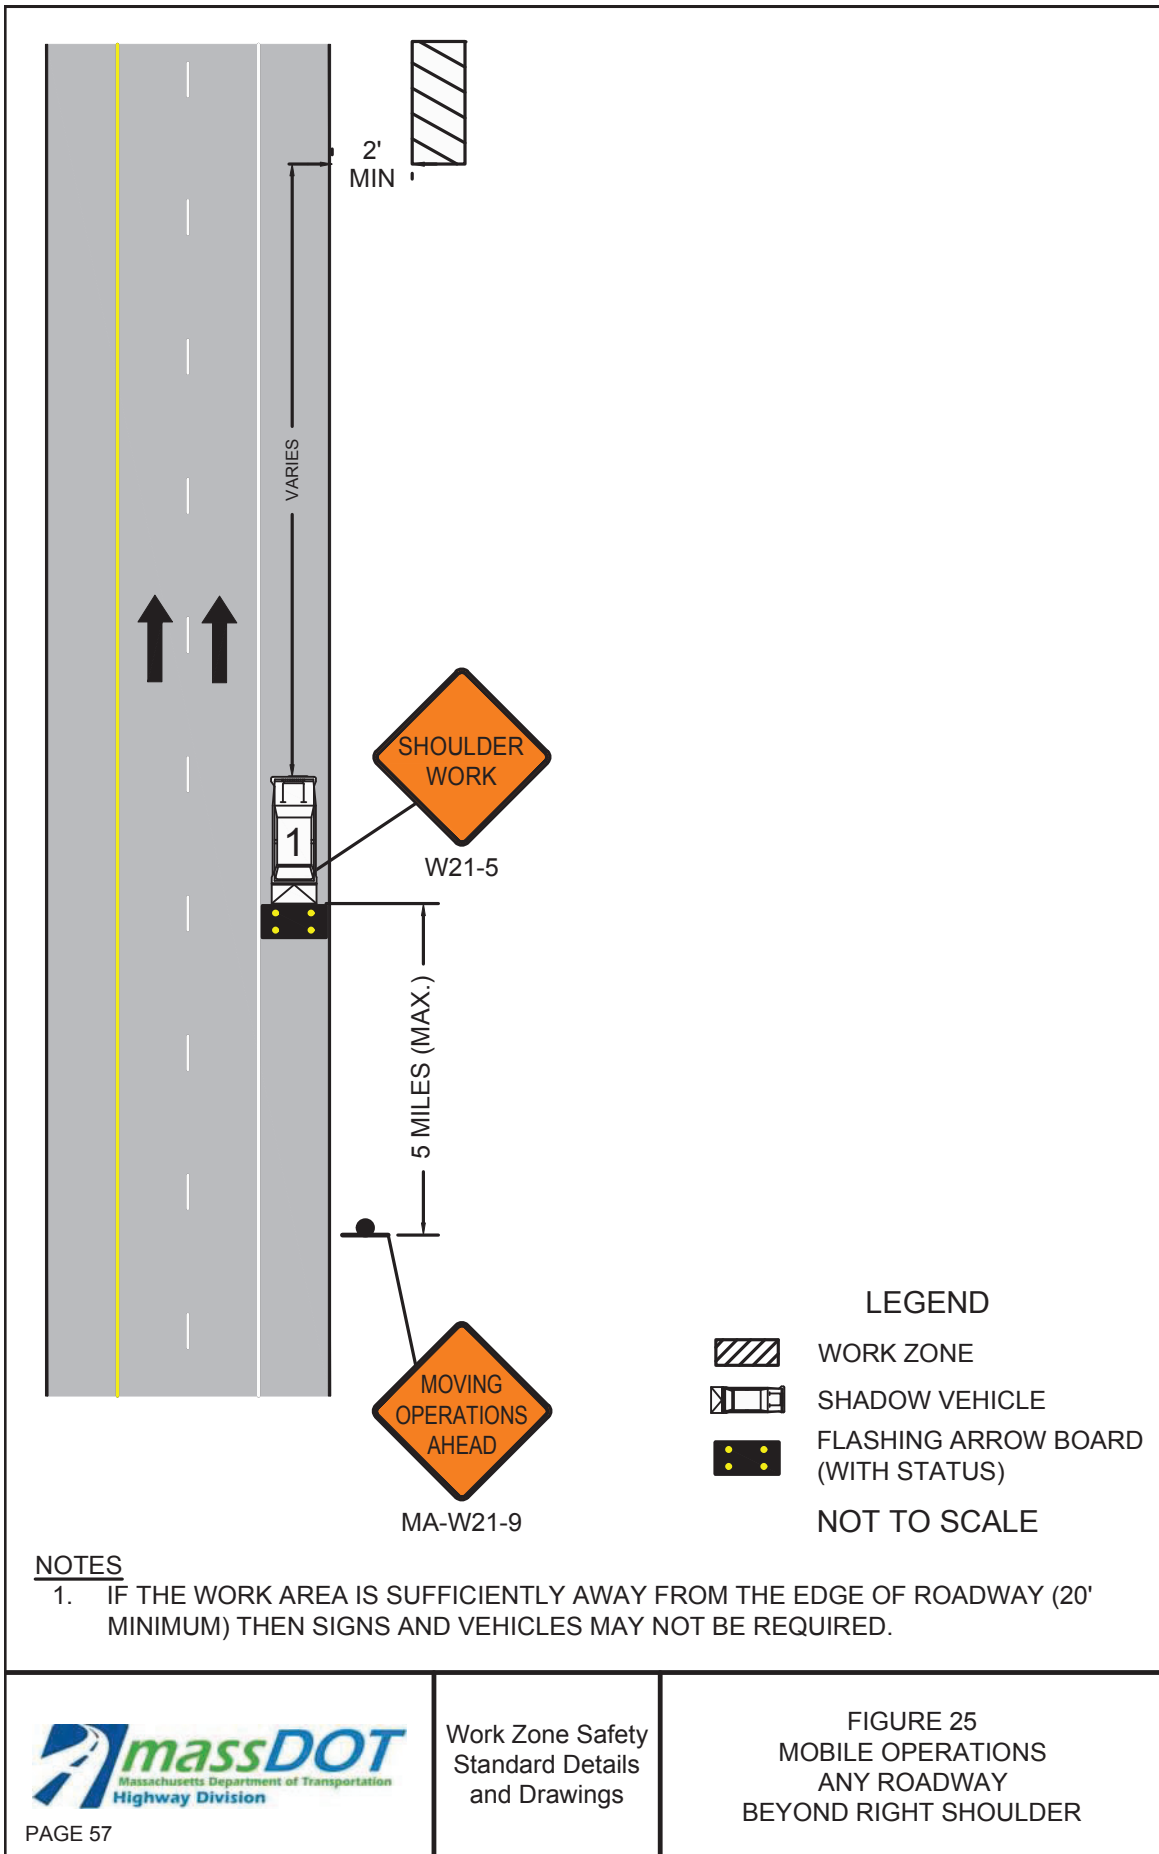 2'
MIN
VARIES
SHOULDER
WORK
1
W21-5
5 MILES (MAX.)
MOVING
OPERATIONS
AHEAD
MA-W21-9
LEGEND
WORK ZONE
SHADOW VEHICLE
FLASHING ARROW BOARD
(WITH STATUS)
NOT TO SCALE
NOTES
1. IF THE WORK AREA IS SUFFICIENTLY AWAY FROM THE EDGE OF ROADWAY (20'
MINIMUM) THEN SIGNS AND VEHICLES MAY NOT BE REQUIRED.
massDOT
Massachusetts Department of Transportation
Highway Division
PAGE 57
Work Zone Safety
Standard Details
and Drawings
FIGURE 25
MOBILE OPERATIONS
ANY ROADWAY
BEYOND RIGHT SHOULDER